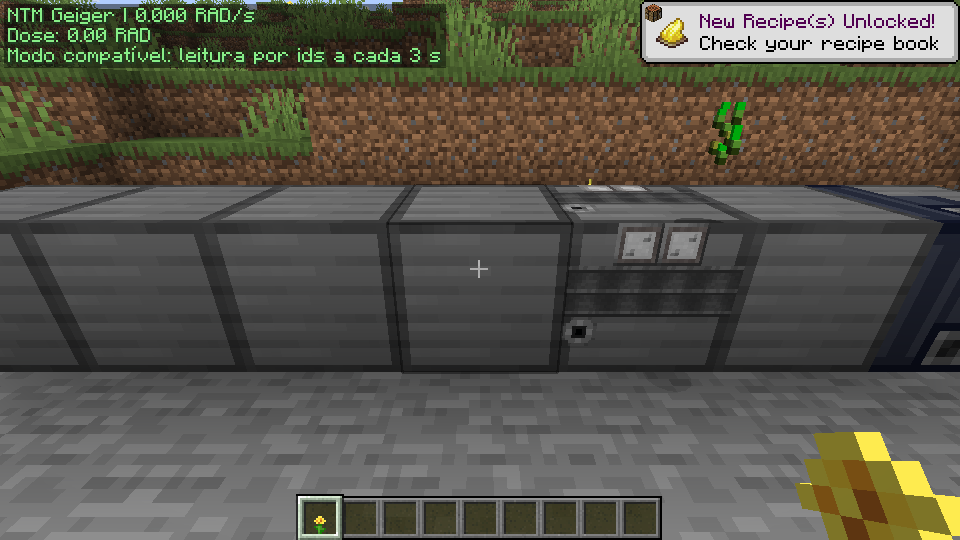 NTM Geiger | 0.000 RAD/s
Dose: 0.00 RAD
Modo compatível: leitura por ids a cada 3 s
New Recipe(s) Unlocked!
Check your recipe book